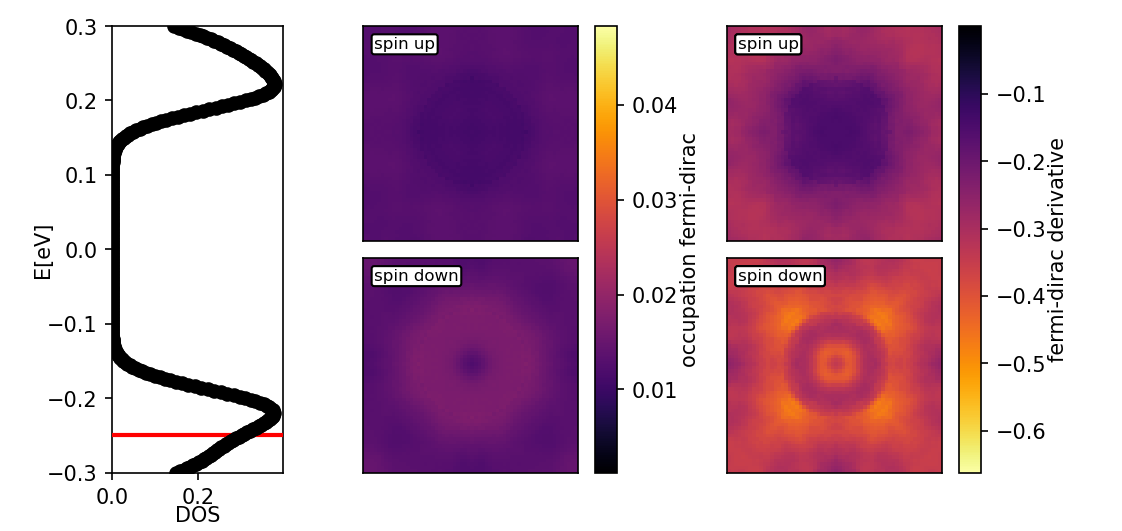 0.3
0.2
0.1
0.0
−0.1
−0.2
−0.3
E[eV]
0.0
0.2
DOS
spin up
spin down
0.04
0.03
0.02
0.01
occupation fermi-dirac
spin up
spin down
−0.1
−0.2
−0.3
−0.4
−0.5
−0.6
fermi-dirac derivative